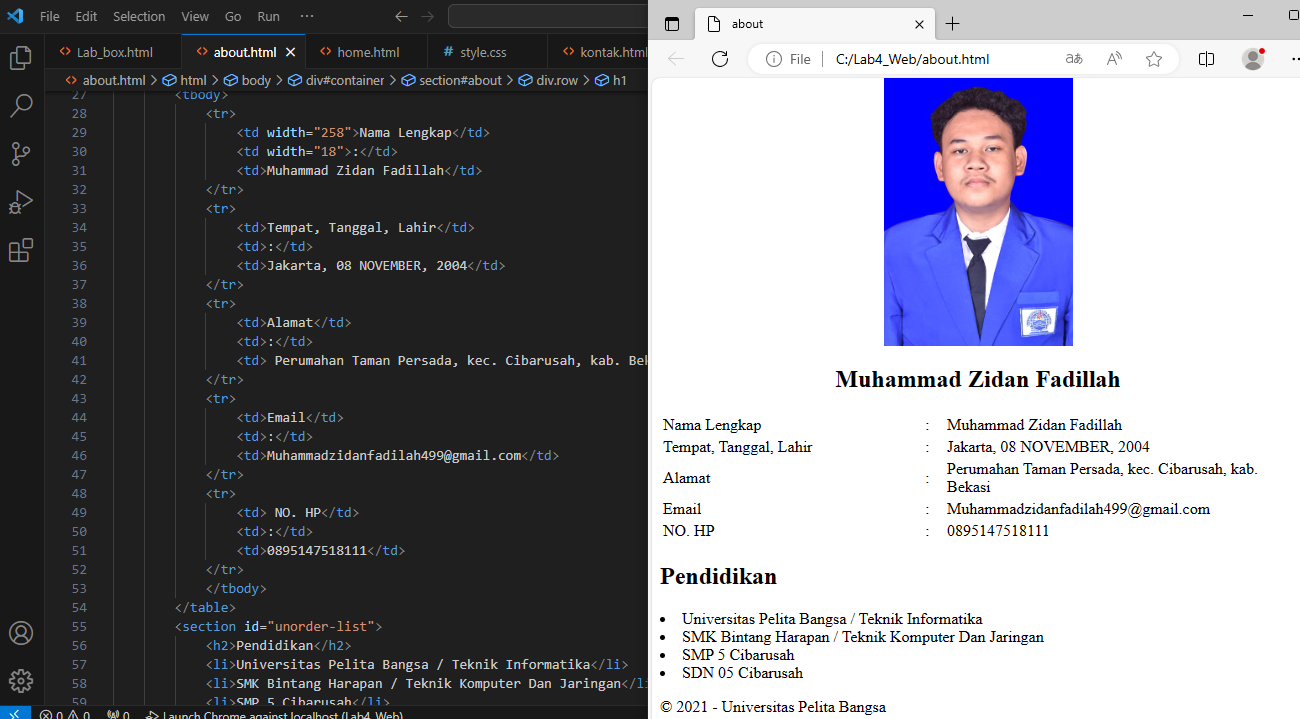 File Edit Selection View Go Run ···
Lab_box.html about.html home.html # style.css kontak.html
about.html > html > body > div#container > section#about > div.row > h1
27 <tbody>
28 <tr>
29 <td width="258">Nama Lengkap</td>
30 <td width="18">:</td>
31 <td>Muhammad Zidan Fadillah</td>
32 </tr>
33 <tr>
34 <td>Tempat, Tanggal, Lahir</td>
35 <td>:</td>
36 <td>Jakarta, 08 NOVEMBER, 2004</td>
37 </tr>
38 <tr>
39 <td>Alamat</td>
40 <td>:</td>
41 <td> Perumahan Taman Persada, kec. Cibarusah, kab. Bek
42 </tr>
43 <tr>
44 <td>Email</td>
45 <td>:</td>
46 <td>Muhammadzidanfadilah499@gmail.com</td>
47 </tr>
48 <tr>
49 <td> NO. HP</td>
50 <td>:</td>
51 <td>0895147518111</td>
52 </tr>
53 </tbody>
54 </table>
55 <section id="unorder-list">
56 <h2>Pendidikan</h2>
57 <li>Universitas Pelita Bangsa / Teknik Informatika</li>
58 <li>SMK Bintang Harapan / Teknik Komputer Dan Jaringan</li
59 <li>SMP 5 Cibarusah</li>
0 0 0 Launch Chrome against localhost (Lab4_Web)
about
File C:/Lab4_Web/about.html
Muhammad Zidan Fadillah
Nama Lengkap : Muhammad Zidan Fadillah
Tempat, Tanggal, Lahir : Jakarta, 08 NOVEMBER, 2004
Alamat : Perumahan Taman Persada, kec. Cibarusah, kab.
Bekasi
Email : Muhammadzidanfadilah499@gmail.com
NO. HP : 0895147518111
Pendidikan
• Universitas Pelita Bangsa / Teknik Informatika
• SMK Bintang Harapan / Teknik Komputer Dan Jaringan
• SMP 5 Cibarusah
• SDN 05 Cibarusah
© 2021 - Universitas Pelita Bangsa